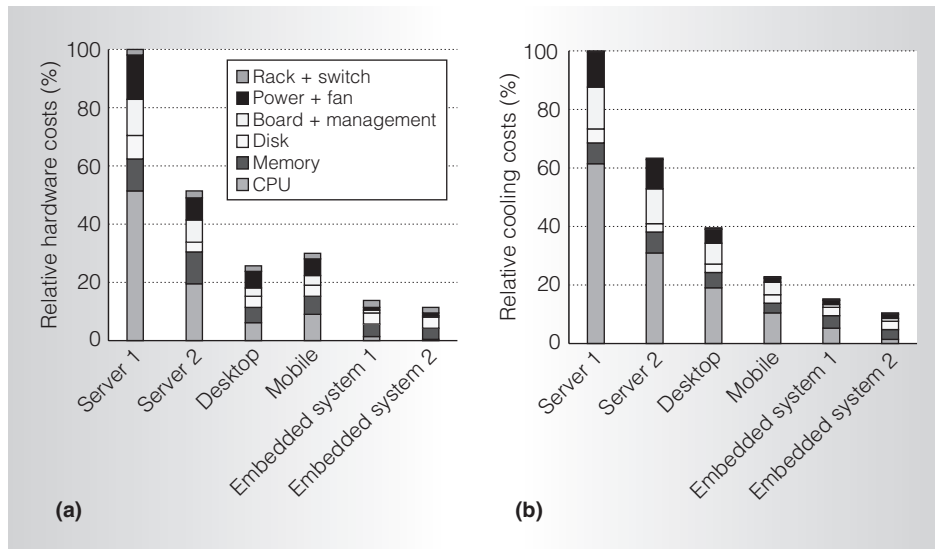 Relative hardware costs (%)
100
80
60
40
20
0
Rack + switch
Power + fan
Board + management
Disk
Memory
CPU
Server 1
Server 2
Desktop
Mobile
Embedded system 1
Embedded system 2
(a)
Relative cooling costs (%)
100
80
60
40
20
0
Server 1
Server 2
Desktop
Mobile
Embedded system 1
Embedded system 2
(b)